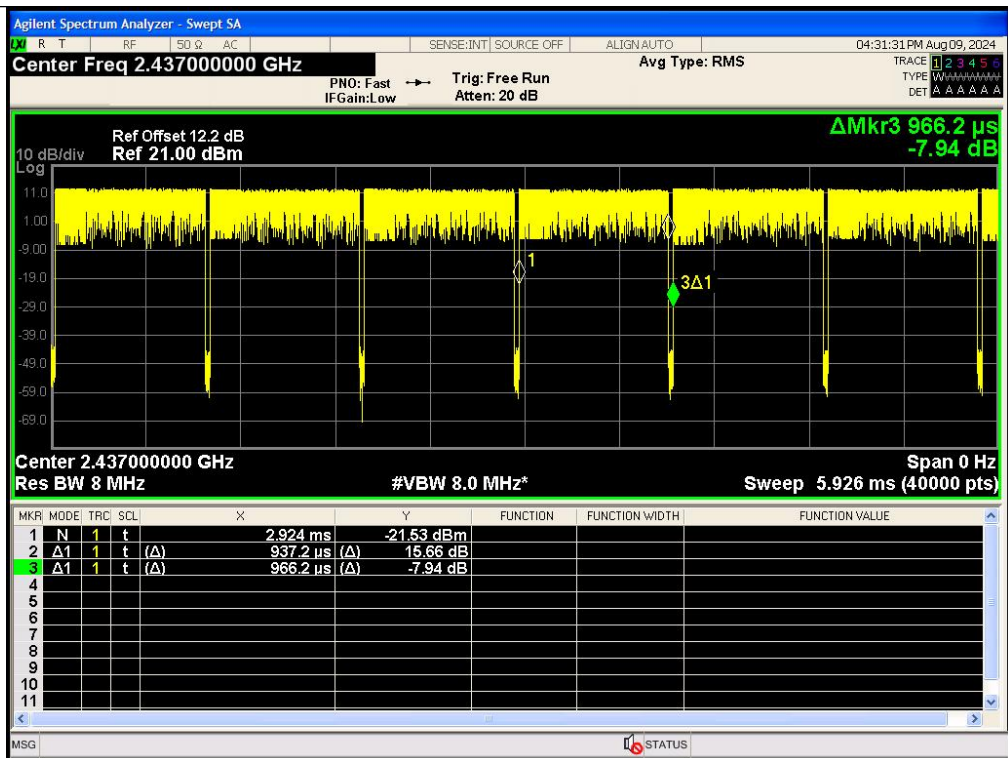 Agilent Spectrum Analyzer - Swept SA
LXI R T RF 50 Ω AC SENSE:INT SOURCE OFF ALIGN AUTO 04:31:31 PM Aug 09, 2024
Center Freq 2.437000000 GHz Avg Type: RMS TRACE 1 2 3 4 5 6
PNO: Fast Trig: Free Run TYPE W
IFGain:Low Atten: 20 dB DET A A A A A A
ΔMkr3 966.2 µs
-7.94 dB
Ref Offset 12.2 dB
10 dB/div Ref 21.00 dBm
Log
11.0
1.00
-9.00
-19.0
-29.0
-39.0
-49.0
-59.0
-69.0
1
3Δ1
Center 2.437000000 GHz Span 0 Hz
Res BW 8 MHz #VBW 8.0 MHz* Sweep 5.926 ms (40000 pts)
MKR MODE TRC SCL X Y FUNCTION FUNCTION WIDTH FUNCTION VALUE
1 N 1 t 2.924 ms -21.53 dBm
2 Δ1 1 t (Δ) 937.2 µs (Δ) 15.66 dB
3 Δ1 1 t (Δ) 966.2 µs (Δ) -7.94 dB
4
5
6
7
8
9
10
11
MSG STATUS